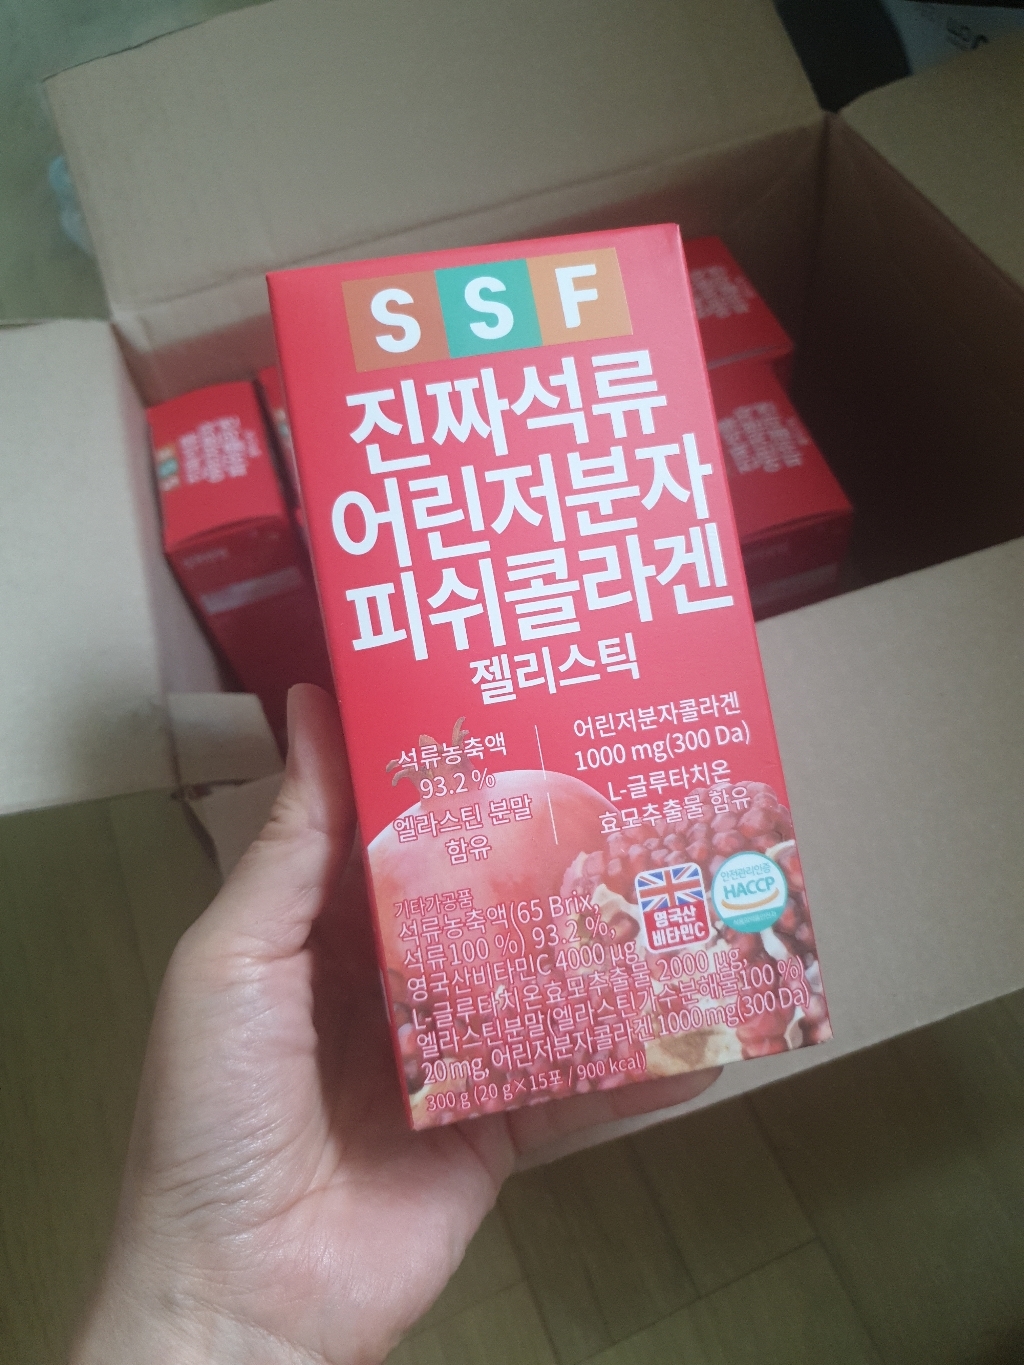 SSF
진짜석류
어린저분자
피쉬콜라겐
젤리스틱
석류농축액
93.2 %
엘라스틴 분말
함유
어린저분자콜라겐
1000 mg(300 Da)
L-글루타치온
효모추출물 함유
영국산
비타민C
안전관리인증
HACCP
기타가공품
석류농축액(65 Brix,
석류100 %) 93.2 %,
영국산비타민C 4000 µg,
L-글루타치온효모추출물 2000 µg,
엘라스틴분말(엘라스틴가수분해물100 %)
20 mg, 어린저분자콜라겐 1000 mg(300 Da)
300 g (20 g×15포 / 900 kcal)